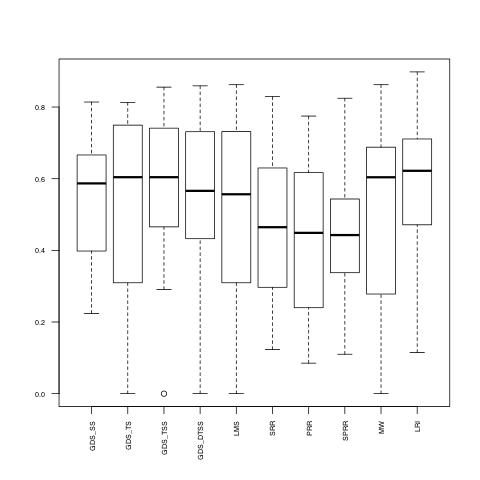 0.8
0.6
0.4
0.2
0.0
GDS_SS
GDS_TS
GDS_TSS
GDS_DTSS
LMS
SRR
PRR
SPRR
MW
LRI